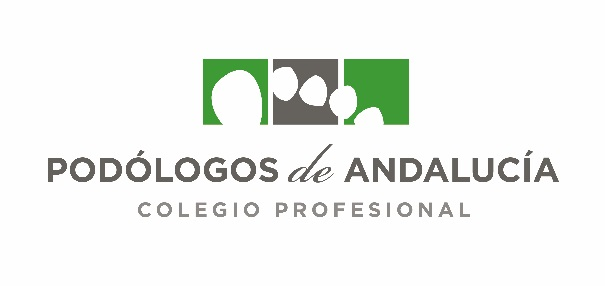 PODÓLOGOS de ANDALUCÍA
COLEGIO PROFESIONAL